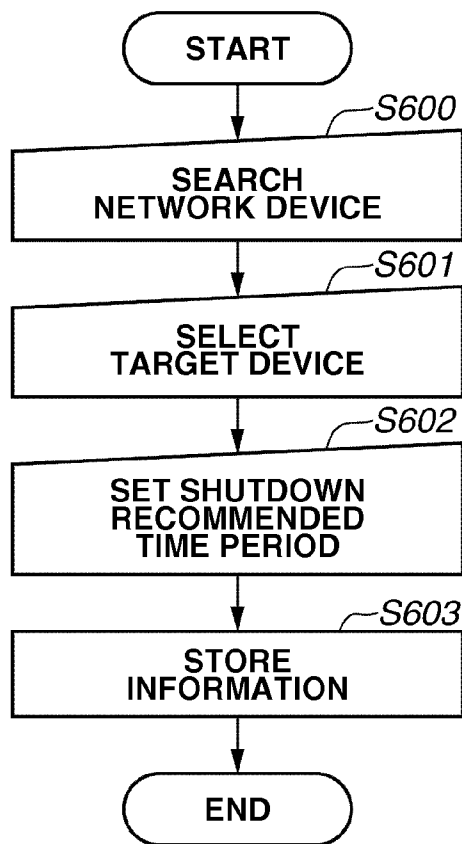 START
S600
SEARCH
NETWORK DEVICE
S601
SELECT
TARGET DEVICE
S602
SET SHUTDOWN
RECOMMENDED
TIME PERIOD
S603
STORE
INFORMATION
END